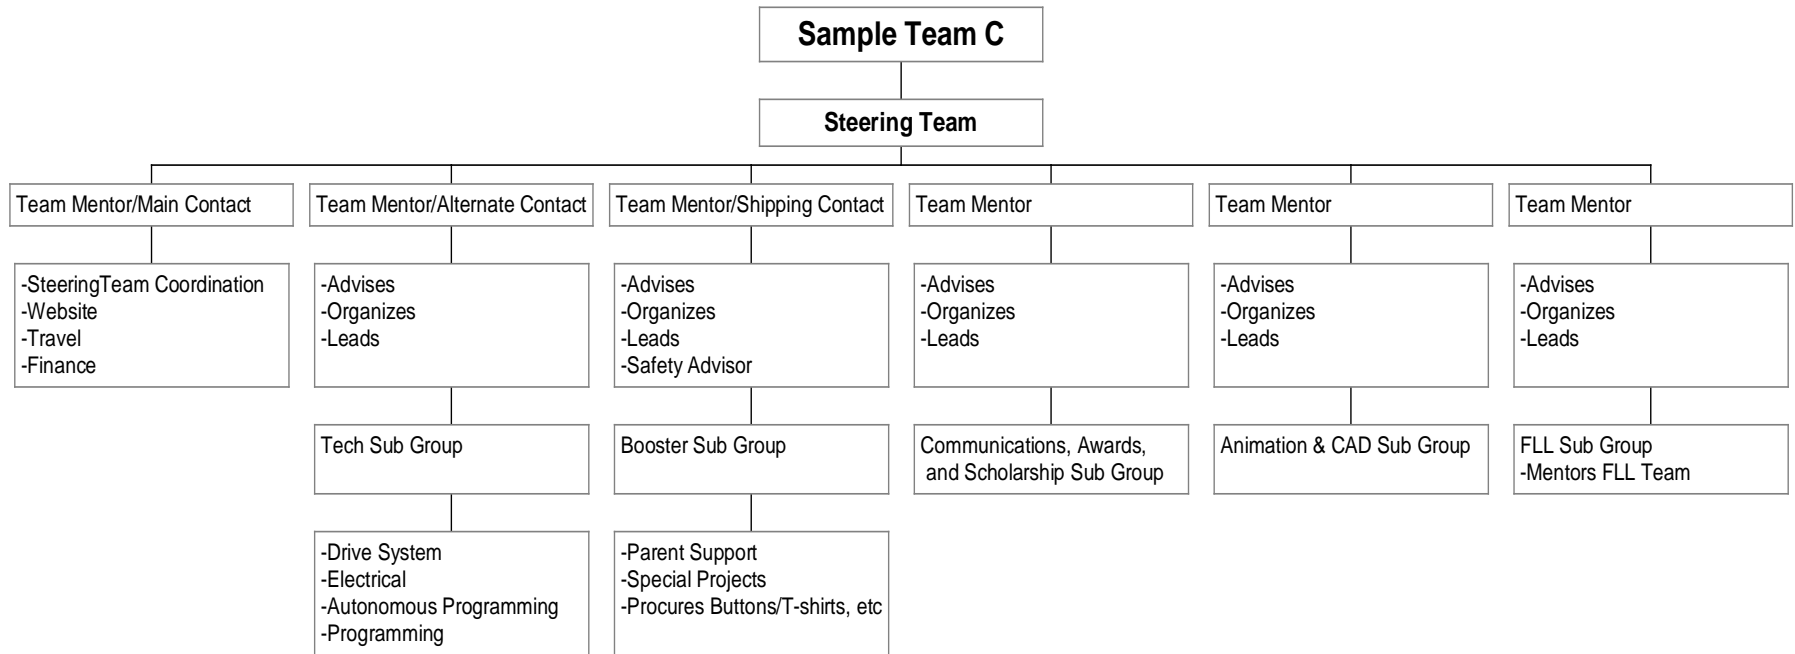 Sample Team C
Steering Team
Team Mentor/Main Contact
Team Mentor/Alternate Contact
Team Mentor/Shipping Contact
Team Mentor
Team Mentor
Team Mentor
-SteeringTeam Coordination
-Website
-Travel
-Finance
-Advises
-Organizes
-Leads
-Advises
-Organizes
-Leads
-Safety Advisor
-Advises
-Organizes
-Leads
-Advises
-Organizes
-Leads
-Advises
-Organizes
-Leads
Tech Sub Group
Booster Sub Group
Communications, Awards,
and Scholarship Sub Group
Animation & CAD Sub Group
FLL Sub Group
-Mentors FLL Team
-Drive System
-Electrical
-Autonomous Programming
-Programming
-Parent Support
-Special Projects
-Procures Buttons/T-shirts, etc